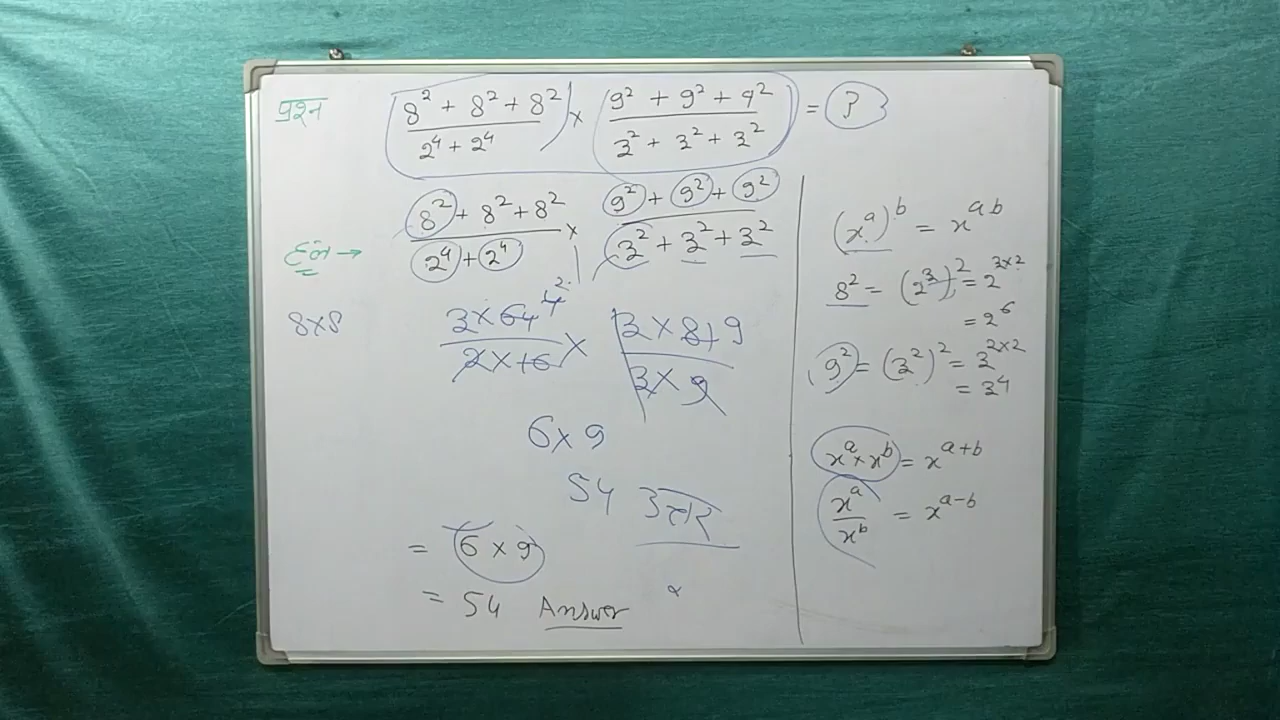 प्रश्न
8² + 8² + 8² / 2⁴ + 2⁴ × 9² + 9² + 9² / 3² + 3² + 3² = ?
हल →
8² + 8² + 8² / 2⁴ + 2⁴ × 9² + 9² + 9² / 3² + 3² + 3²
8×8
3 × 64 4 2 / 2 × 16 × 3 × 81 9 / 3 × 9
6 × 9
54 उत्तर
= 6 × 9
= 54 Answer
(xᵃ)ᵇ = xᵃᵇ
8² = (2³)² = 2³ˣ²
= 2⁶
9² = (3²)² = 3²ˣ²
= 3⁴
xᵃ × xᵇ = xᵃ⁺ᵇ
xᵃ / xᵇ = xᵃ⁻ᵇ